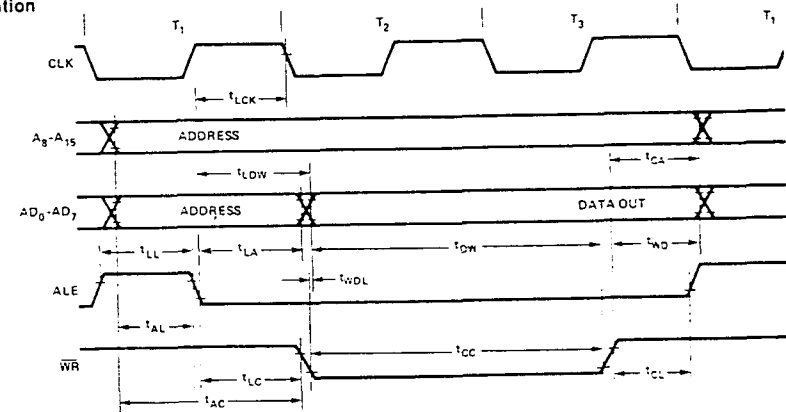 tion
T1 T2 T3 T1
CLK
tLCK
A8-A15 ADDRESS
tCA
tLDW
AD0-AD7 ADDRESS DATA OUT
tLL tLA tDW tWD
tWDL
ALE
tAL
tCC
WR
tLC tCL
tAC